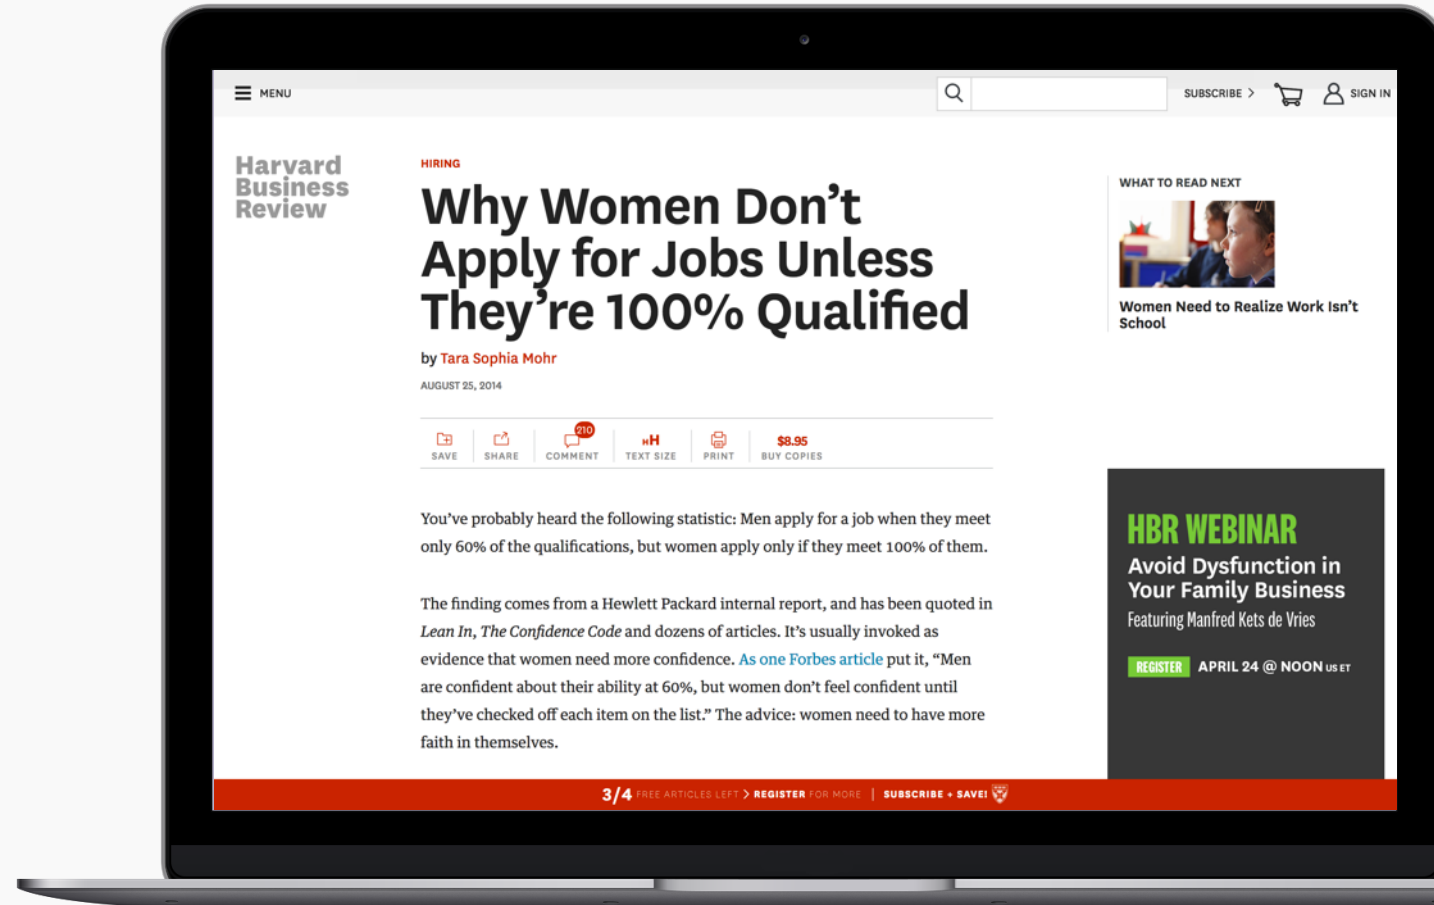 MENU
SUBSCRIBE >
SIGN IN
Harvard
Business
Review
HIRING
Why Women Don’t
Apply for Jobs Unless
They’re 100% Qualified
by Tara Sophia Mohr
AUGUST 25, 2014
210
SAVE
SHARE
COMMENT
HH
TEXT SIZE
PRINT
$8.95
BUY COPIES
You’ve probably heard the following statistic: Men apply for a job when they meet
only 60% of the qualifications, but women apply only if they meet 100% of them.
The finding comes from a Hewlett Packard internal report, and has been quoted in
Lean In, The Confidence Code and dozens of articles. It’s usually invoked as
evidence that women need more confidence. As one Forbes article put it, “Men
are confident about their ability at 60%, but women don’t feel confident until
they’ve checked off each item on the list.” The advice: women need to have more
faith in themselves.
WHAT TO READ NEXT
Women Need to Realize Work Isn’t
School
HBR WEBINAR
Avoid Dysfunction in
Your Family Business
Featuring Manfred Kets de Vries
REGISTER APRIL 24 @ NOON US ET
3/4 FREE ARTICLES LEFT > REGISTER FOR MORE | SUBSCRIBE + SAVE!